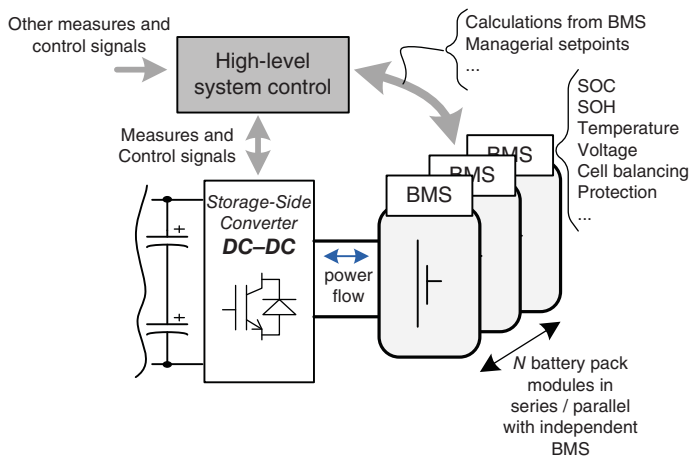 Other measures and
control signals
High-level
system control
Calculations from BMS
Managerial setpoints
...
SOC
SOH
Temperature
Voltage
Cell balancing
Protection
...
Measures and
Control signals
BMS
BMS
BMS
Storage-Side
Converter
DC–DC
+
+
power
flow
N battery pack
modules in
series / parallel
with independent
BMS